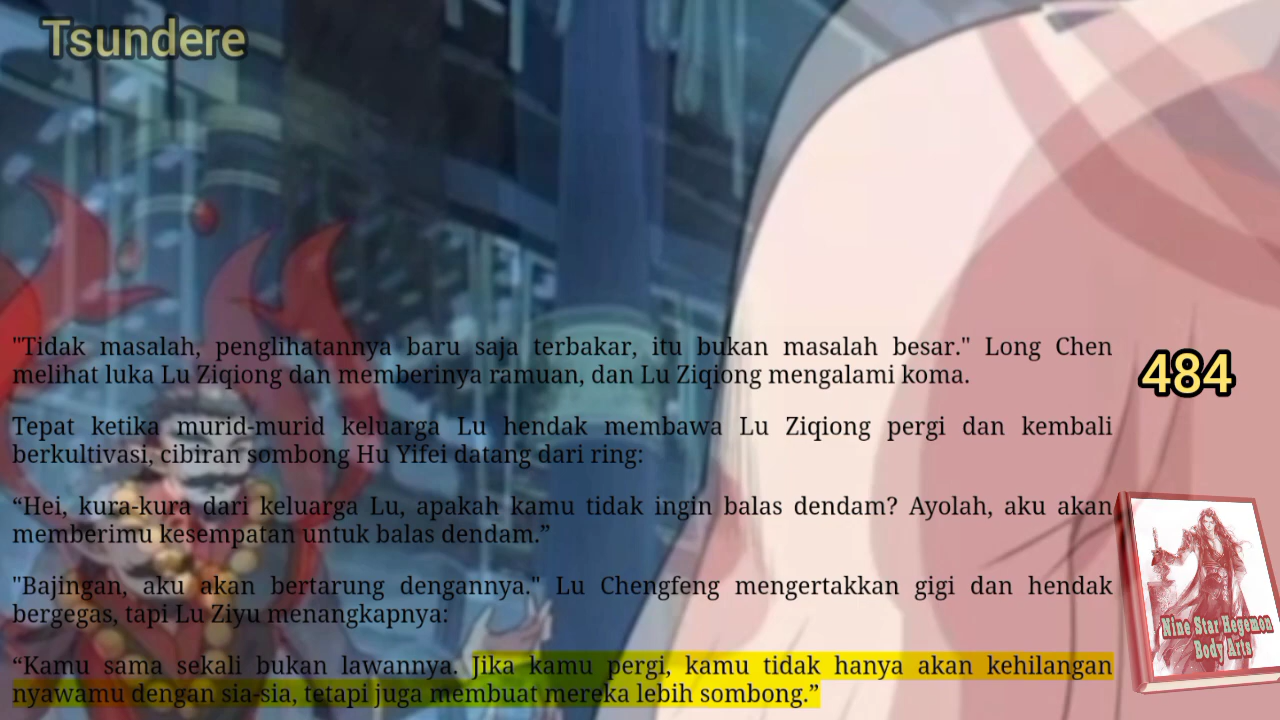 Tsundere
"Tidak masalah, penglihatannya baru saja terbakar, itu bukan masalah besar." Long Chen
melihat luka Lu Ziqiong dan memberinya ramuan, dan Lu Ziqiong mengalami koma.
484
Tepat ketika murid-murid keluarga Lu hendak membawa Lu Ziqiong pergi dan kembali
berkultivasi, cibiran sombong Hu Yifei datang dari ring:
“Hei, kura-kura dari keluarga Lu, apakah kamu tidak ingin balas dendam? Ayolah, aku akan
memberimu kesempatan untuk balas dendam.”
"Bajingan, aku akan bertarung dengannya." Lu Chengfeng mengertakkan gigi dan hendak
bergegas, tapi Lu Ziyu menangkapnya:
“Kamu sama sekali bukan lawannya. Jika kamu pergi, kamu tidak hanya akan kehilangan
nyawamu dengan sia-sia, tetapi juga membuat mereka lebih sombong.”
Nine Star Hegemon
Body Arts